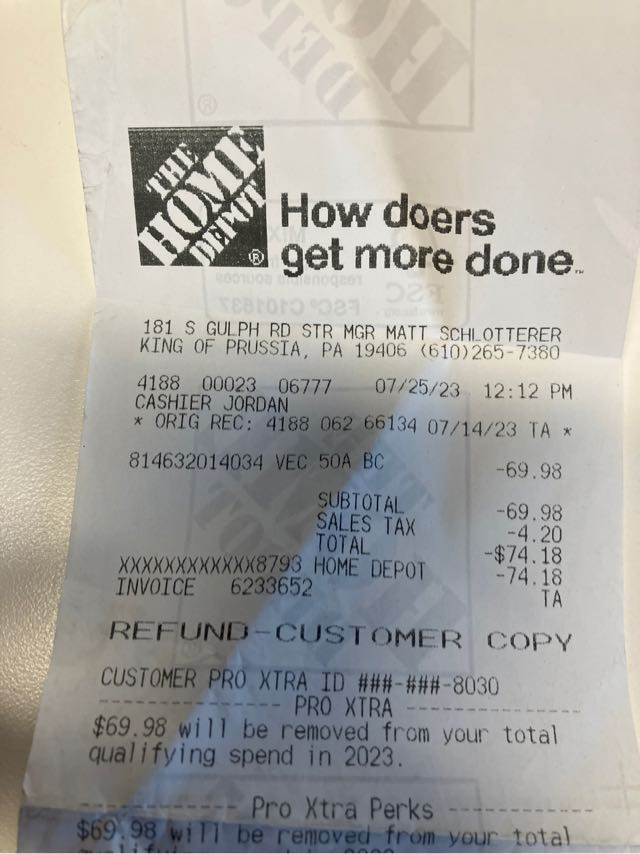 THE
HOME
DEPOT
®
How doers
get more done™
181 S GULPH RD STR MGR MATT SCHLOTTERER
KING OF PRUSSIA, PA 19406 (610)265-7380
4188 00023 06777 07/25/23 12:12 PM
CASHIER JORDAN
* ORIG REC: 4188 062 66134 07/14/23 TA *
814632014034 VEC 50A BC -69.98
SUBTOTAL -69.98
SALES TAX -4.20
TOTAL -$74.18
XXXXXXXXXXXX8793 HOME DEPOT -74.18
INVOICE 6233652 TA
REFUND-CUSTOMER COPY
CUSTOMER PRO XTRA ID ###-###-8030
PRO XTRA
$69.98 will be removed from your total
qualifying spend in 2023.
Pro Xtra Perks
$69.98 will be removed from your total